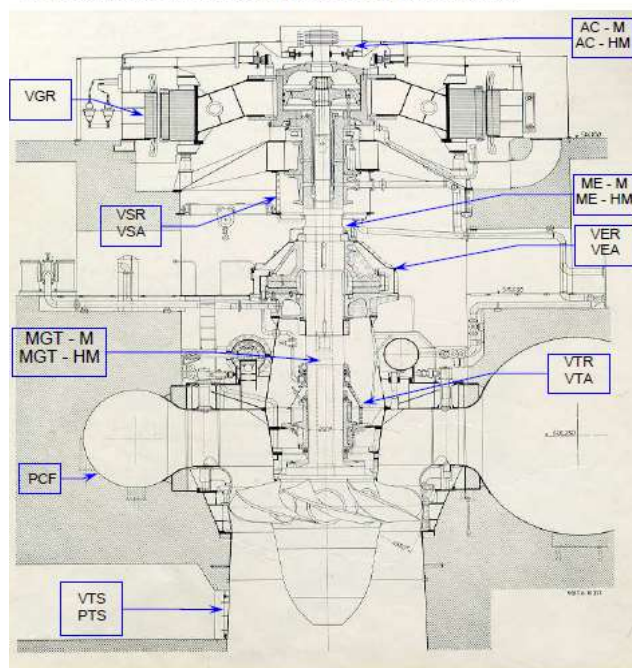 AC - M
AC - HM
VGR
ME - M
ME - HM
VSR
VSA
VER
VEA
MGT - M
MGT - HM
VTR
VTA
PCF
VTS
PTS